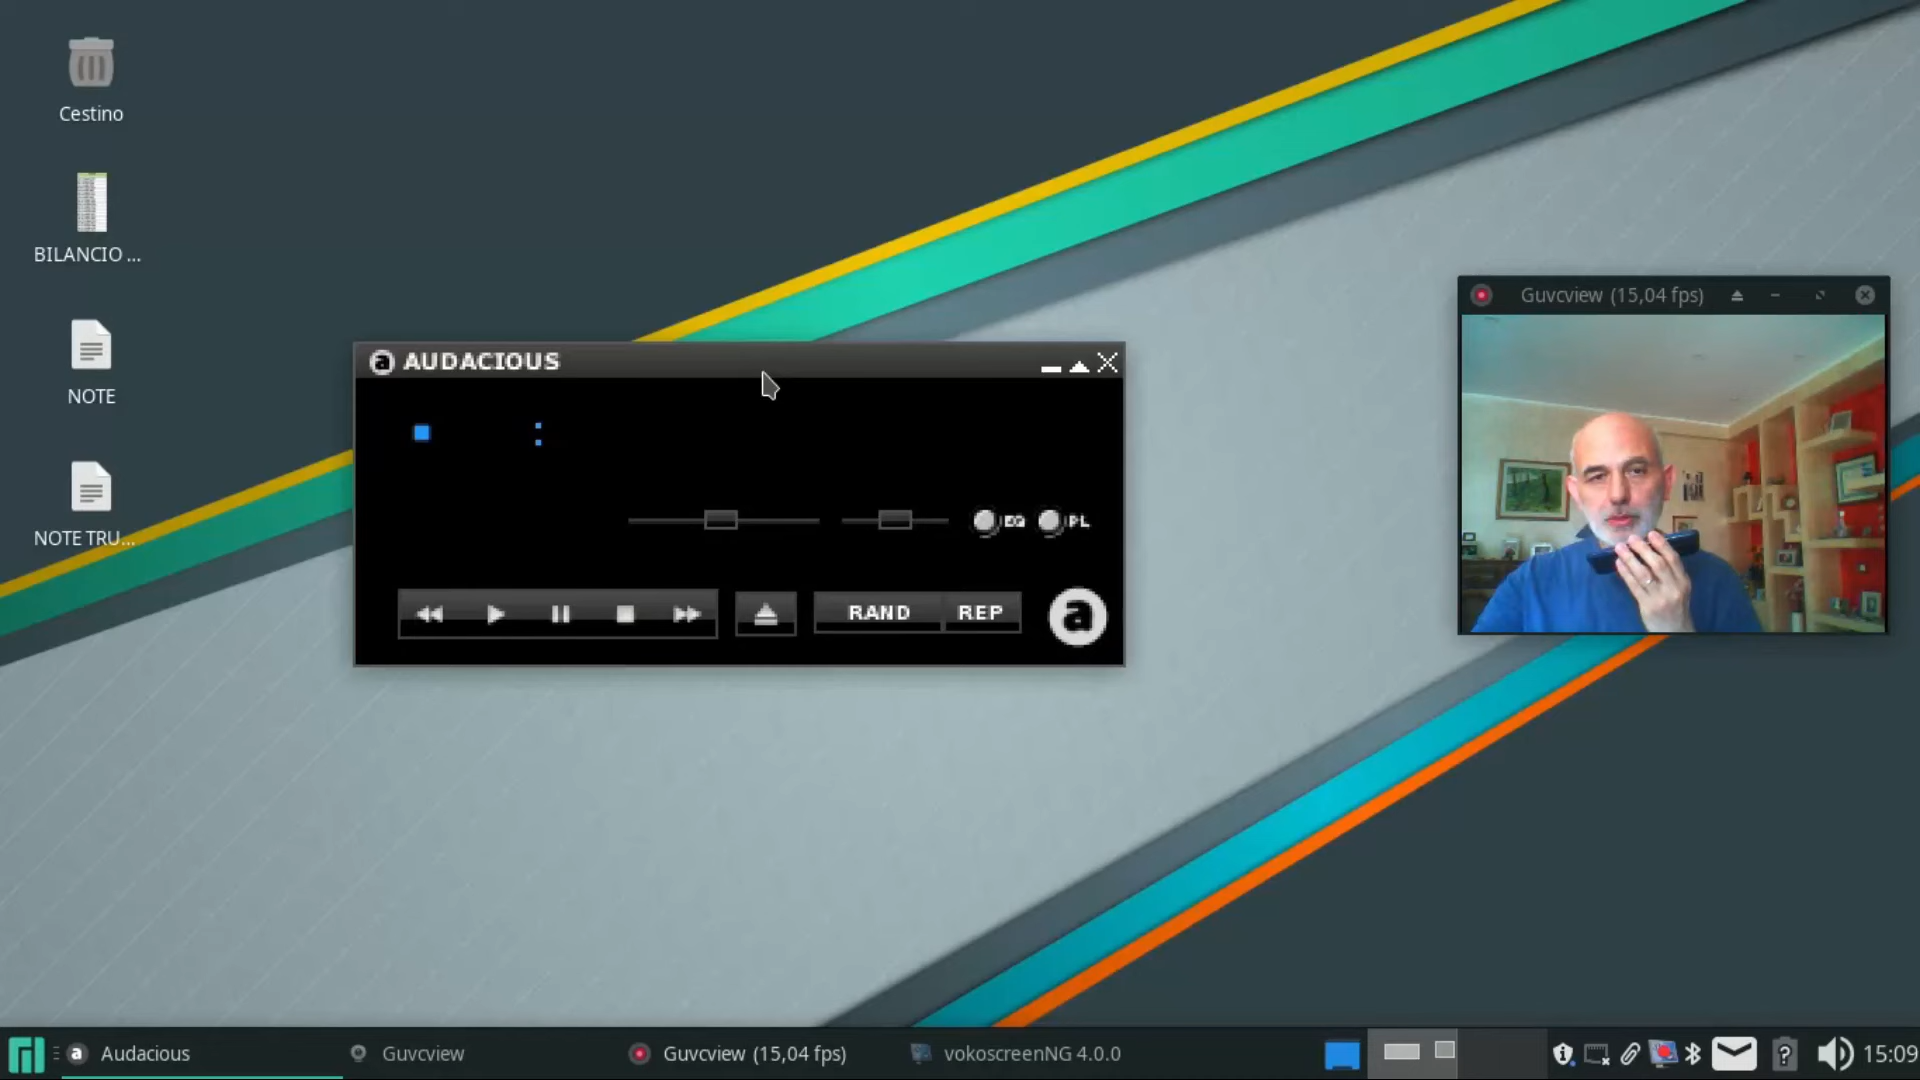 Cestino
BILANCIO ...
NOTE
NOTE TRU...
AUDACIOUS
EQ PL
RAND REP
a
Guvcview (15,04 fps)
Audacious
Guvcview
Guvcview (15,04 fps)
vokoscreenNG 4.0.0
15:09